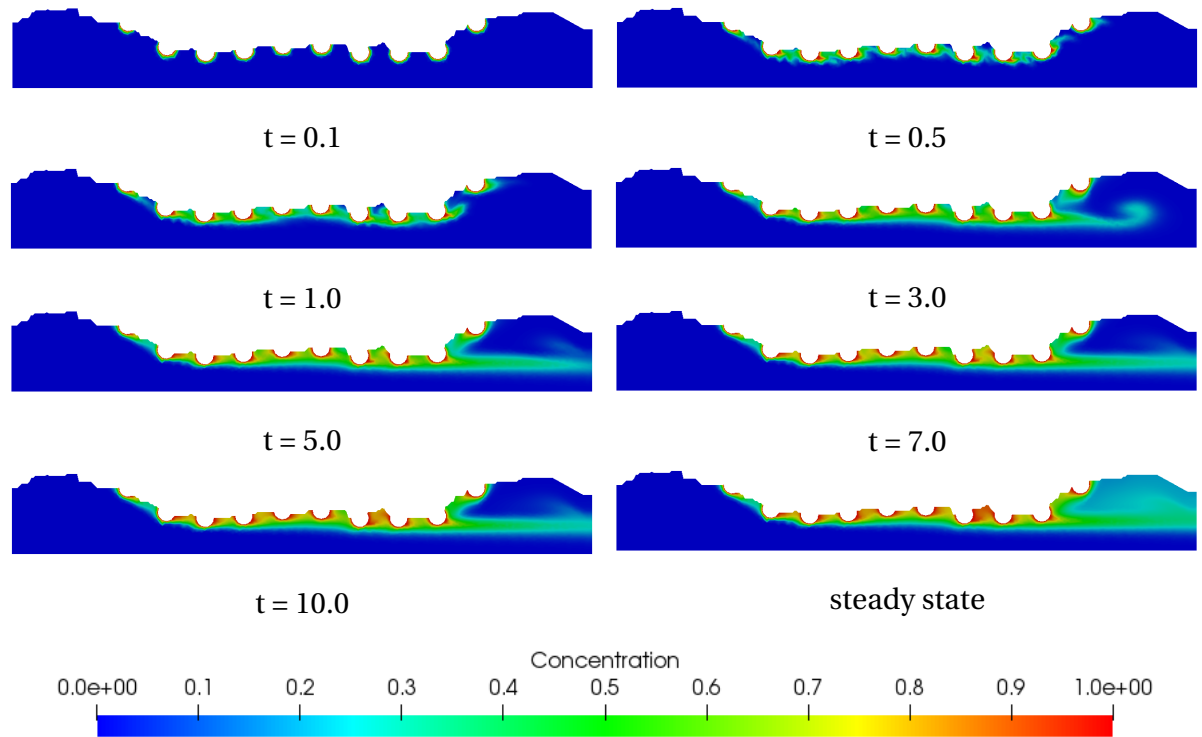 t = 0.1
t = 0.5
t = 1.0
t = 3.0
t = 5.0
t = 7.0
t = 10.0
steady state
Concentration
0.0e+00 0.1 0.2 0.3 0.4 0.5 0.6 0.7 0.8 0.9 1.0e+00